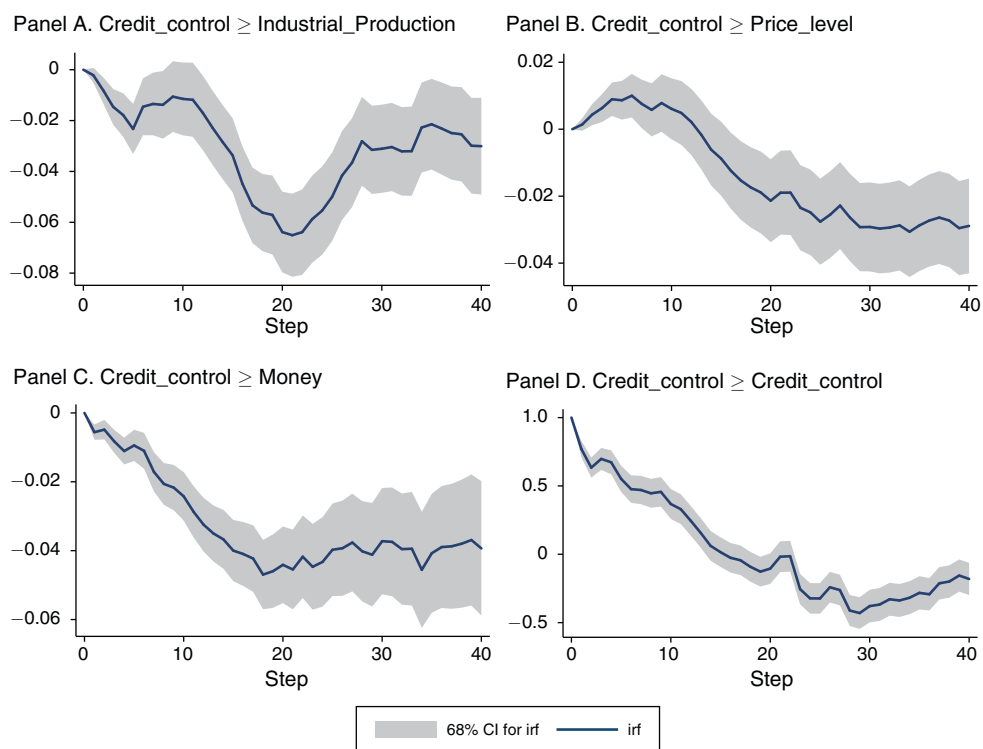 Panel A. Credit_control ≥ Industrial_Production
0
−0.02
−0.04
−0.06
−0.08
0 10 20 30 40
Step
Panel B. Credit_control ≥ Price_level
0.02
0
−0.02
−0.04
0 10 20 30 40
Step
Panel C. Credit_control ≥ Money
0
−0.02
−0.04
−0.06
0 10 20 30 40
Step
Panel D. Credit_control ≥ Credit_control
1.0
0.5
0
−0.5
0 10 20 30 40
Step
68% CI for irf irf